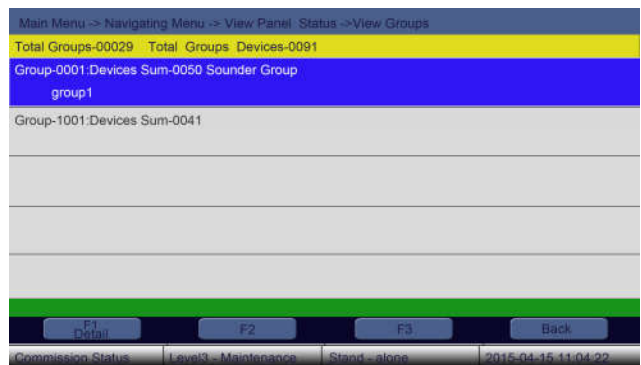 Main Menu -> Navigating Menu -> View Panel Status ->View Groups
Total Groups-00029 Total Groups Devices-0091
Group-0001:Devices Sum-0050 Sounder Group
group1
Group-1001:Devices Sum-0041
F1 F2 F3 Back
Detail
Commission Status Level3 - Maintenance Stand - alone 2015-04-15 11:04:22